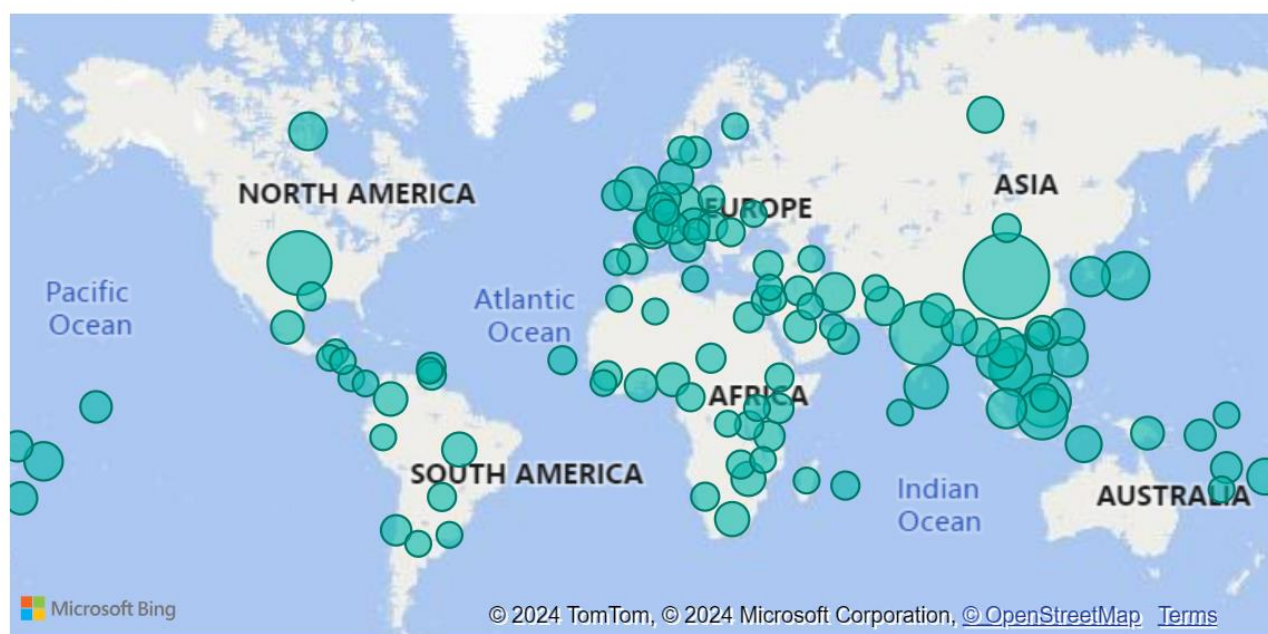 NORTH AMERICA
EUROPE
ASIA
Pacific
Ocean
Atlantic
Ocean
AFRICA
SOUTH AMERICA
Indian
Ocean
AUSTRALIA
Microsoft Bing
© 2024 TomTom, © 2024 Microsoft Corporation, © OpenStreetMap Terms